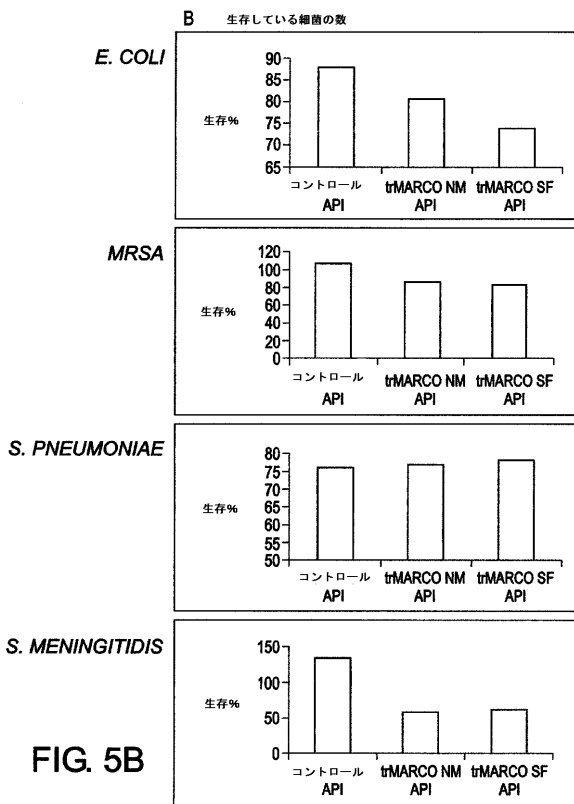 B 生存している細菌の数
E. COLI
生存%
90
85
80
75
70
65
コントロール API
trMARCO NM API
trMARCO SF API
MRSA
生存%
120
100
80
60
40
20
0
コントロール API
trMARCO NM API
trMARCO SF API
S. PNEUMONIAE
生存%
80
75
70
65
60
55
50
コントロール API
trMARCO NM API
trMARCO SF API
S. MENINGITIDIS
生存%
150
100
50
0
コントロール API
trMARCO NM API
trMARCO SF API
FIG. 5B